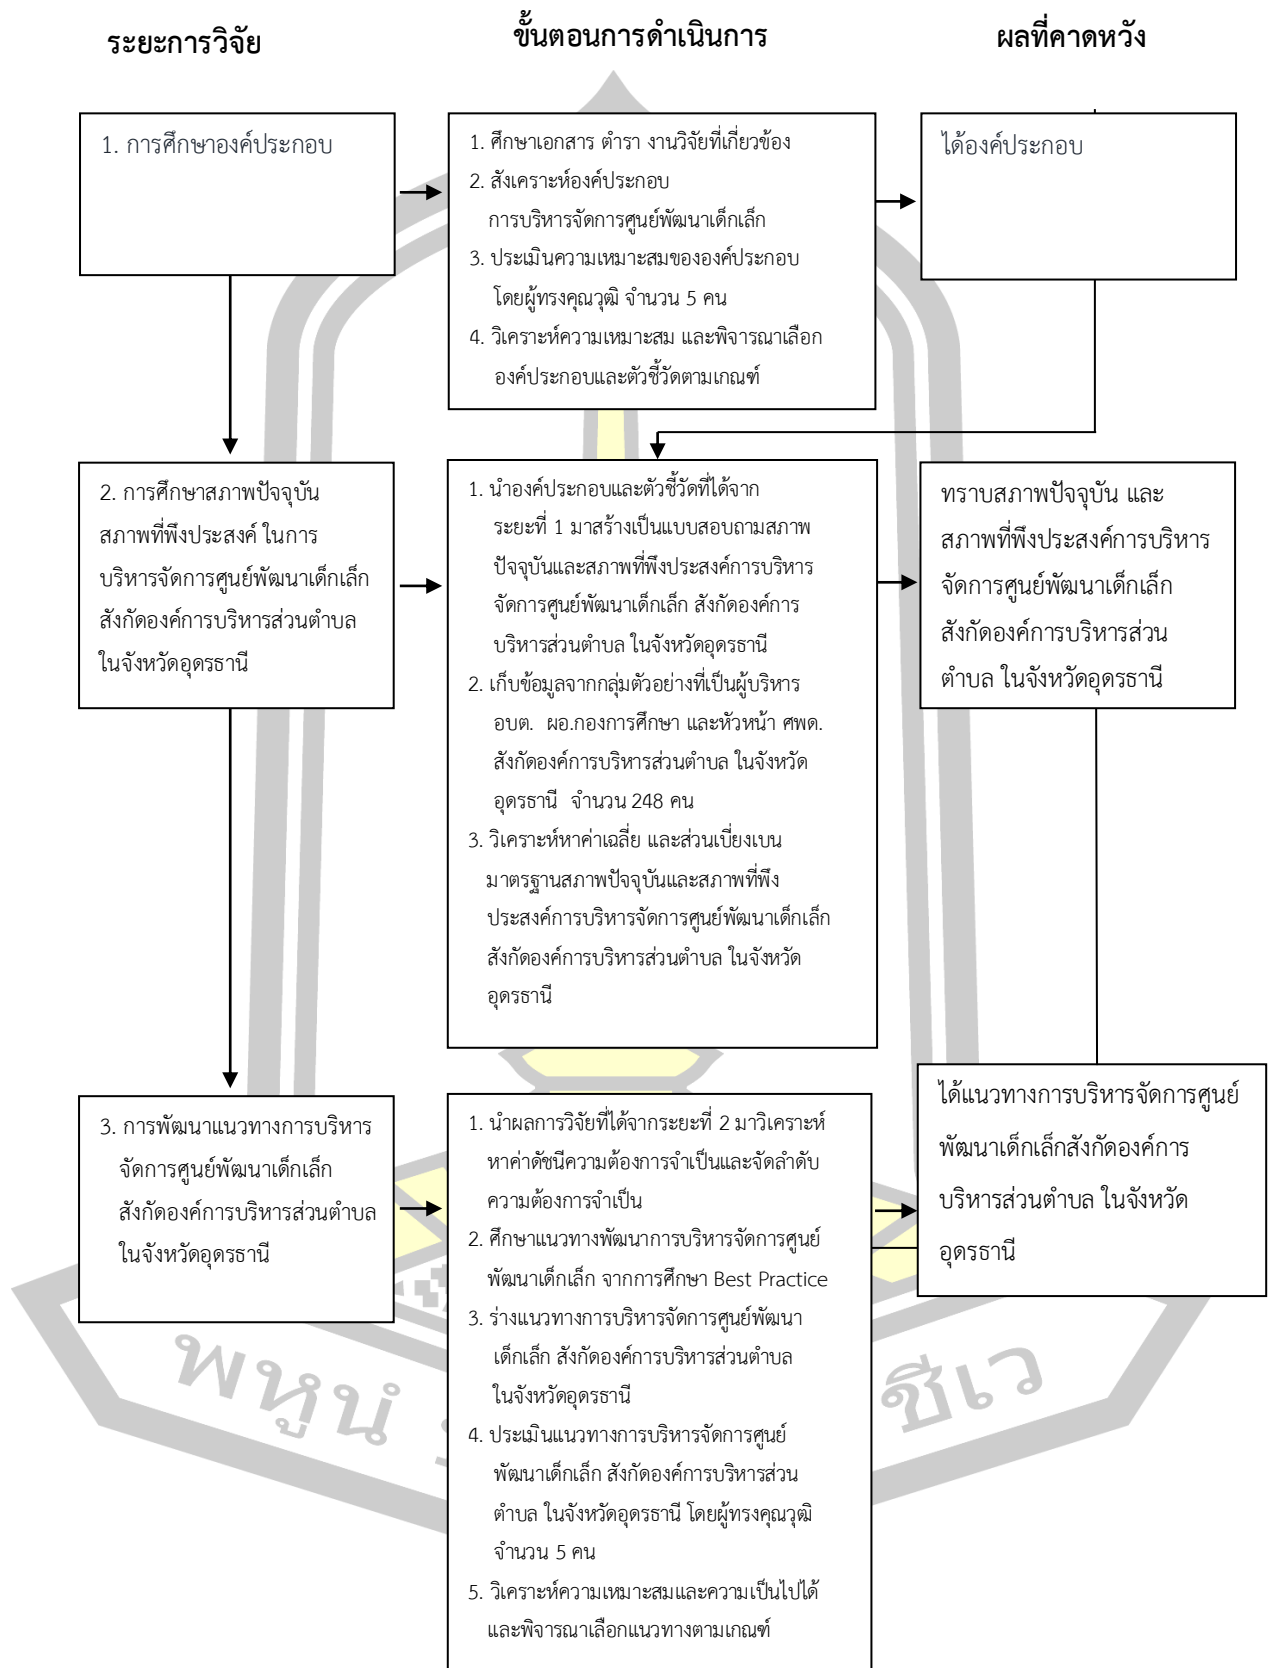 ระยะการวิจัย
ขั้นตอนการดำเนินการ
ผลที่คาดหวัง
1. การศึกษาองค์ประกอบ
1. ศึกษาเอกสาร ตำรา งานวิจัยที่เกี่ยวข้อง
2. สังเคราะห์องค์ประกอบ
การบริหารจัดการศูนย์พัฒนาเด็กเล็ก
3. ประเมินความเหมาะสมขององค์ประกอบ
โดยผู้ทรงคุณวุฒิ จำนวน 5 คน
4. วิเคราะห์ความเหมาะสม และพิจารณาเลือก
องค์ประกอบและตัวชี้วัดตามเกณฑ์
ได้องค์ประกอบ
2. การศึกษาสภาพปัจจุบัน
สภาพที่พึงประสงค์ ในการ
บริหารจัดการศูนย์พัฒนาเด็กเล็ก
สังกัดองค์การบริหารส่วนตำบล
ในจังหวัดอุดรธานี
1. นำองค์ประกอบและตัวชี้วัดที่ได้จาก
ระยะที่ 1 มาสร้างเป็นแบบสอบถามสภาพ
ปัจจุบันและสภาพที่พึงประสงค์การบริหาร
จัดการศูนย์พัฒนาเด็กเล็ก สังกัดองค์การ
บริหารส่วนตำบล ในจังหวัดอุดรธานี
2. เก็บข้อมูลจากกลุ่มตัวอย่างที่เป็นผู้บริหาร
อบต. ผอ.กองการศึกษา และหัวหน้า ศพด.
สังกัดองค์การบริหารส่วนตำบล ในจังหวัด
อุดรธานี จำนวน 248 คน
3. วิเคราะห์หาค่าเฉลี่ย และส่วนเบี่ยงเบน
มาตรฐานสภาพปัจจุบันและสภาพที่พึง
ประสงค์การบริหารจัดการศูนย์พัฒนาเด็กเล็ก
สังกัดองค์การบริหารส่วนตำบล ในจังหวัด
อุดรธานี
ทราบสภาพปัจจุบัน และ
สภาพที่พึงประสงค์การบริหาร
จัดการศูนย์พัฒนาเด็กเล็ก
สังกัดองค์การบริหารส่วน
ตำบล ในจังหวัดอุดรธานี
3. การพัฒนาแนวทางการบริหาร
จัดการศูนย์พัฒนาเด็กเล็ก
สังกัดองค์การบริหารส่วนตำบล
ในจังหวัดอุดรธานี
1. นำผลการวิจัยที่ได้จากระยะที่ 2 มาวิเคราะห์
หาค่าดัชนีความต้องการจำเป็นและจัดลำดับ
ความต้องการจำเป็น
2. ศึกษาแนวทางพัฒนาการบริหารจัดการศูนย์
พัฒนาเด็กเล็ก จากการศึกษา Best Practice
3. ร่างแนวทางการบริหารจัดการศูนย์พัฒนา
เด็กเล็ก สังกัดองค์การบริหารส่วนตำบล
ในจังหวัดอุดรธานี
4. ประเมินแนวทางการบริหารจัดการศูนย์
พัฒนาเด็กเล็ก สังกัดองค์การบริหารส่วน
ตำบล ในจังหวัดอุดรธานี โดยผู้ทรงคุณวุฒิ
จำนวน 5 คน
5. วิเคราะห์ความเหมาะสมและความเป็นไปได้
และพิจารณาเลือกแนวทางตามเกณฑ์
ได้แนวทางการบริหารจัดการศูนย์
พัฒนาเด็กเล็กสังกัดองค์การ
บริหารส่วนตำบล ในจังหวัด
อุดรธานี
พหูนํ ชีเว